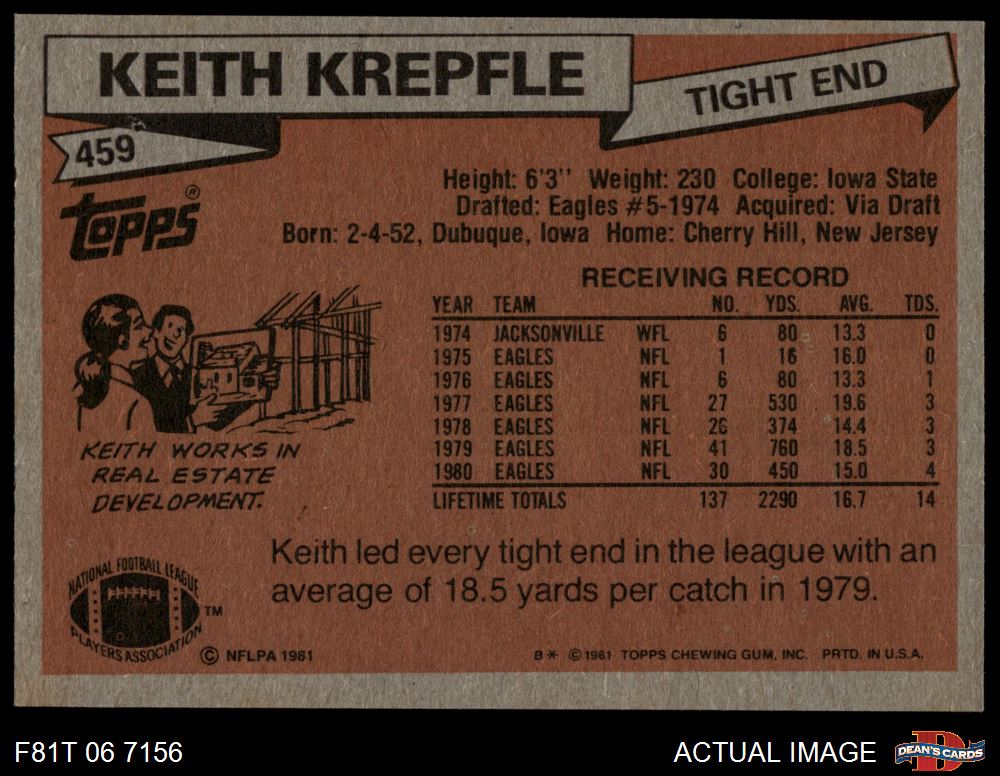 KEITH KREPFLE
TIGHT END
459
TOPPS®
Height: 6'3'' Weight: 230 College: Iowa State
Drafted: Eagles #5-1974 Acquired: Via Draft
Born: 2-4-52, Dubuque, Iowa Home: Cherry Hill, New Jersey
RECEIVING RECORD
YEAR TEAM NO. YDS. AVG. TDS.
1974 JACKSONVILLE WFL 6 80 13.3 0
1975 EAGLES NFL 1 16 16.0 0
1976 EAGLES NFL 6 80 13.3 1
1977 EAGLES NFL 27 530 19.6 3
1978 EAGLES NFL 26 374 14.4 3
1979 EAGLES NFL 41 760 18.5 3
1980 EAGLES NFL 30 450 15.0 4
LIFETIME TOTALS 137 2290 16.7 14
KEITH WORKS IN
REAL ESTATE
DEVELOPMENT.
Keith led every tight end in the league with an
average of 18.5 yards per catch in 1979.
NATIONAL FOOTBALL LEAGUE
PLAYERS ASSOCIATION
TM
© NFLPA 1981
B* © 1981 TOPPS CHEWING GUM, INC. PRTD. IN U.S.A.
F81T 06 7156
ACTUAL IMAGE
DEAN'S CARDS